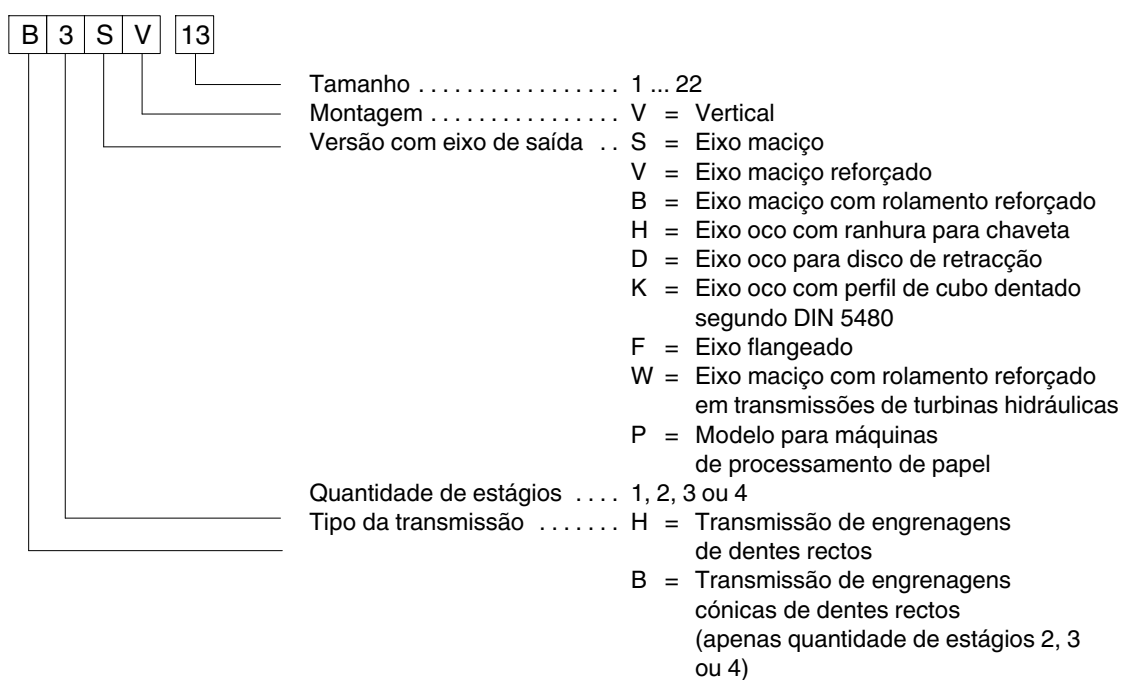 B 3 S V 13
Tamanho . . . . . . . . . . . . . . . . . 1 ... 22
Montagem . . . . . . . . . . . . . . . . V = Vertical
Versão com eixo de saída . . S = Eixo maciço
V = Eixo maciço reforçado
B = Eixo maciço com rolamento reforçado
H = Eixo oco com ranhura para chaveta
D = Eixo oco para disco de retracção
K = Eixo oco com perfil de cubo dentado
segundo DIN 5480
F = Eixo flangeado
W = Eixo maciço com rolamento reforçado
em transmissões de turbinas hidráulicas
P = Modelo para máquinas
de processamento de papel
Quantidade de estágios . . . . 1, 2, 3 ou 4
Tipo da transmissão . . . . . . . H = Transmissão de engrenagens
de dentes rectos
B = Transmissão de engrenagens
cónicas de dentes rectos
(apenas quantidade de estágios 2, 3
ou 4)